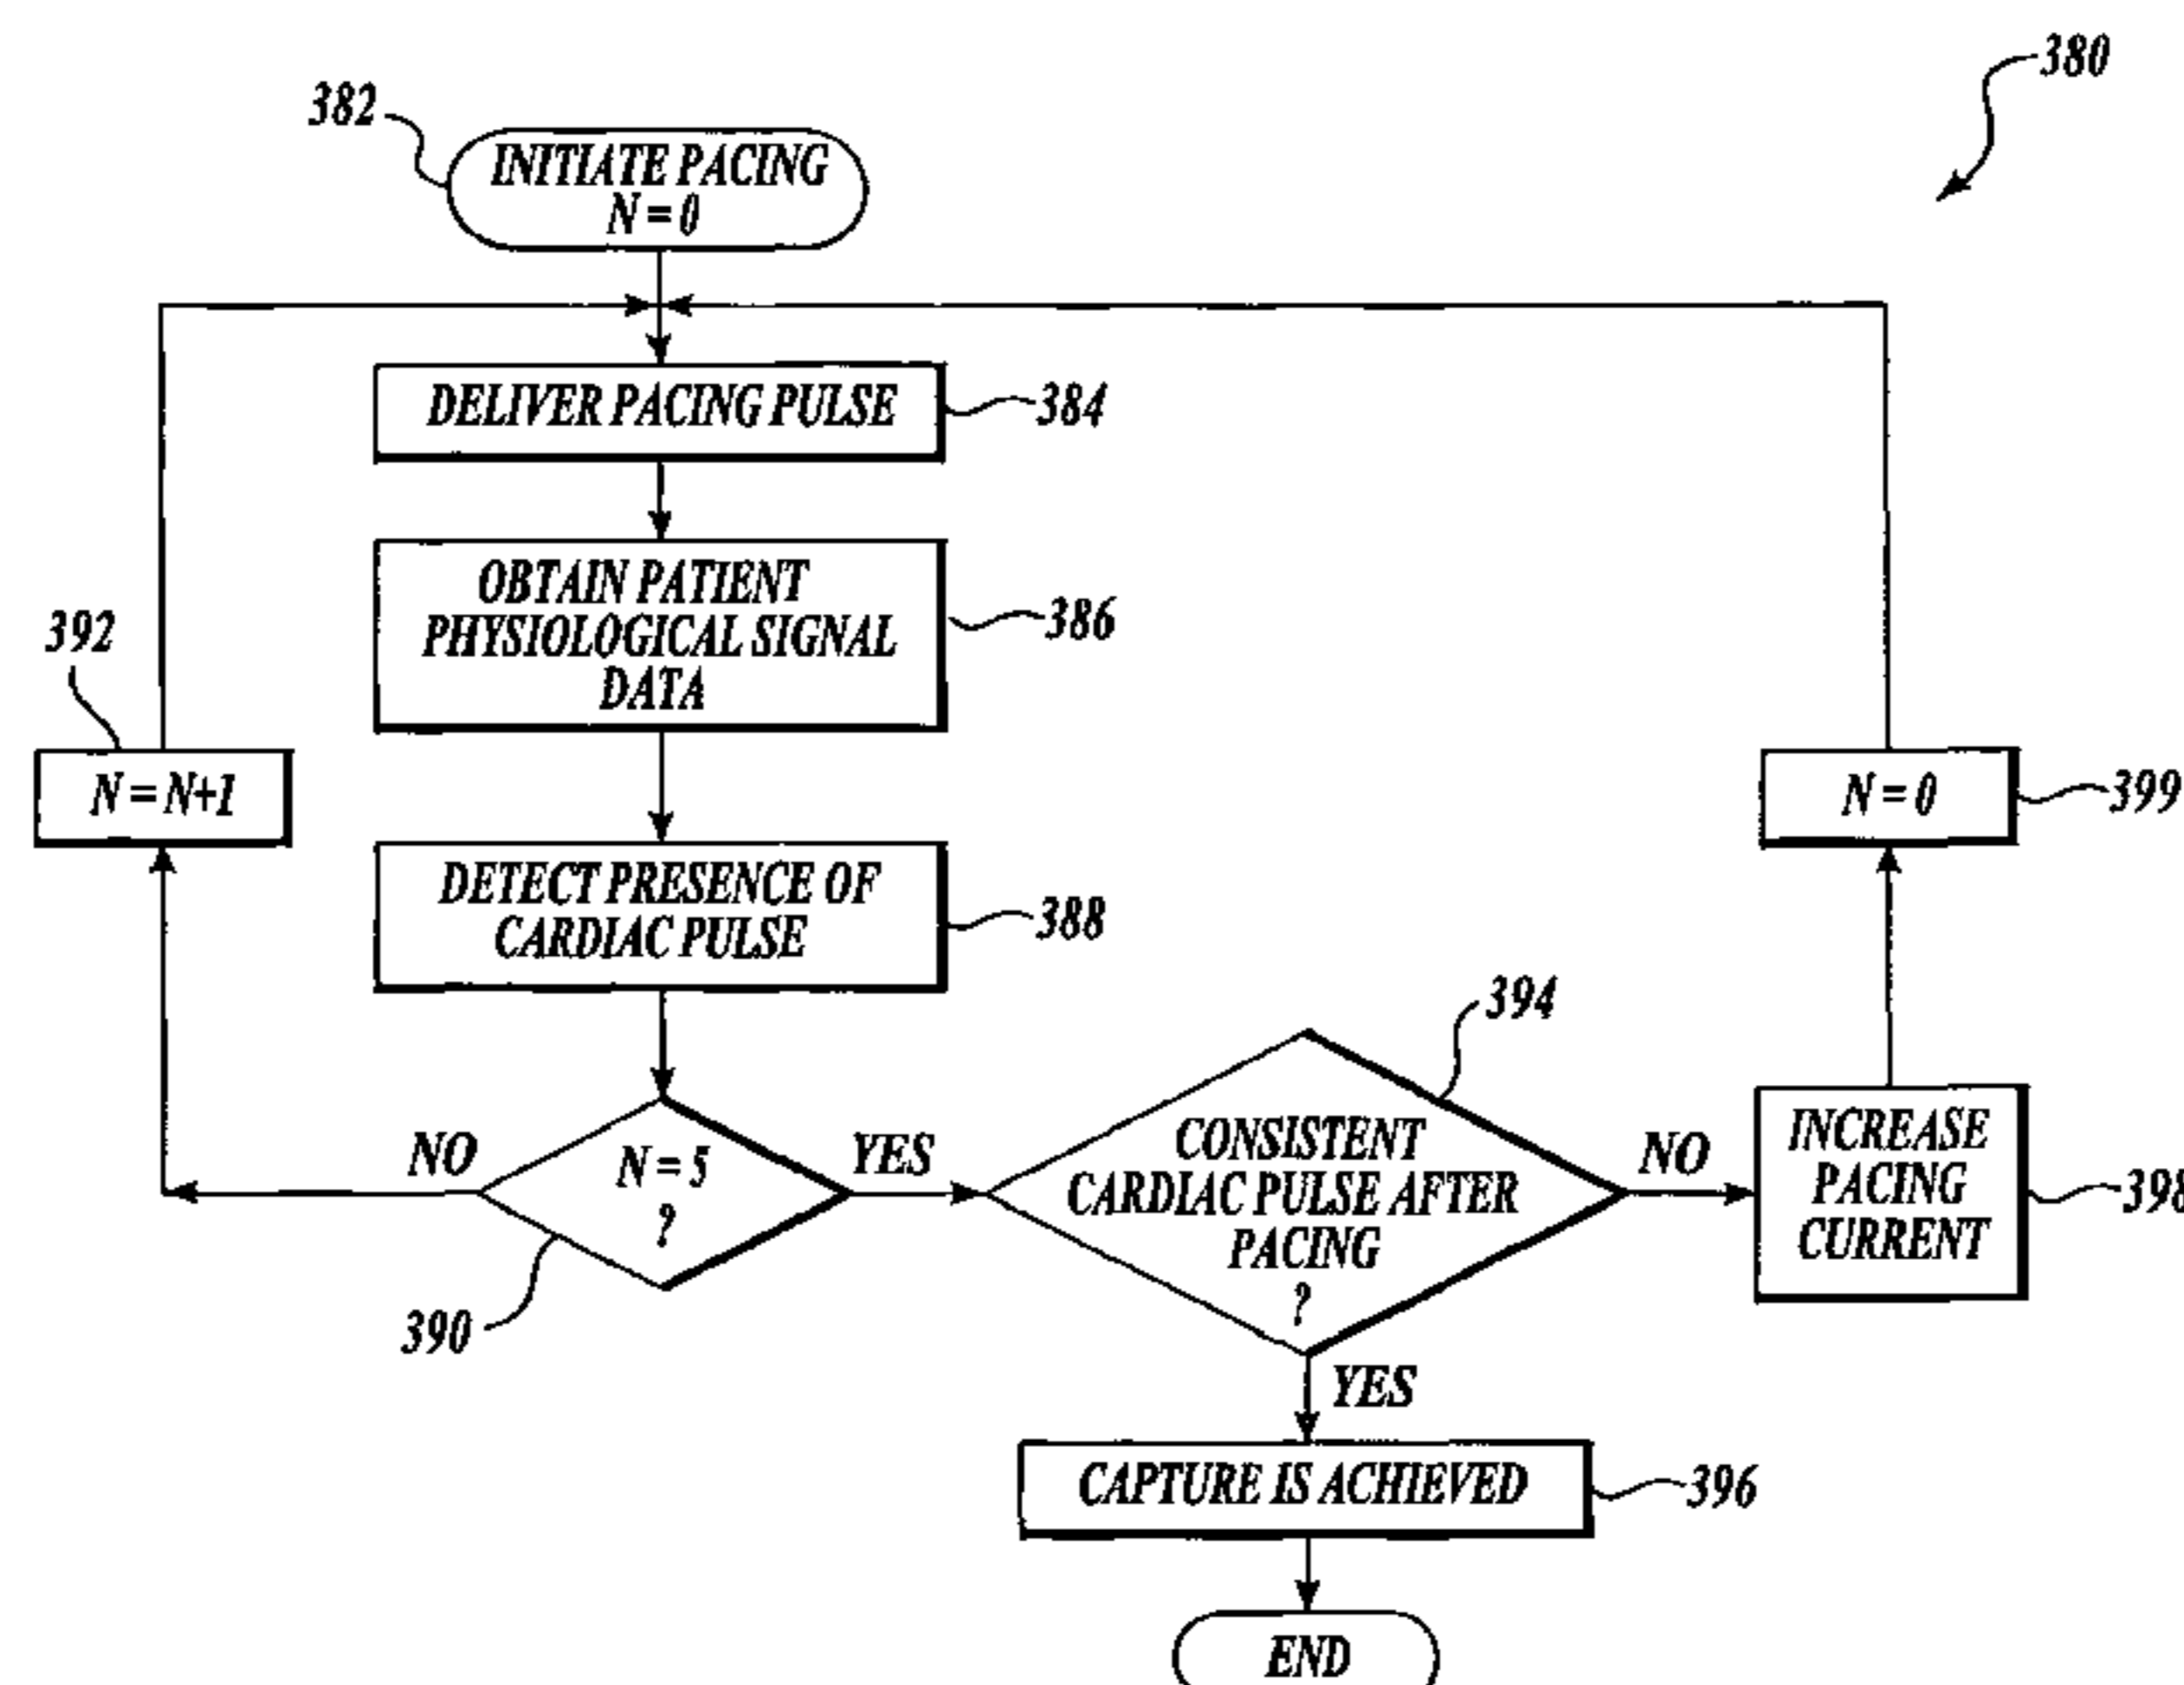 380
382
INITIATE PACING
N = 0
DELIVER PACING PULSE
384
OBTAIN PATIENT
PHYSIOLOGICAL SIGNAL
DATA
386
392
N = N+1
N = 0
399
DETECT PRESENCE OF
CARDIAC PULSE
388
394
NO
N = 5
?
YES
390
CONSISTENT
CARDIAC PULSE AFTER
PACING
?
NO
INCREASE
PACING
CURRENT
398
YES
CAPTURE IS ACHIEVED
396
END